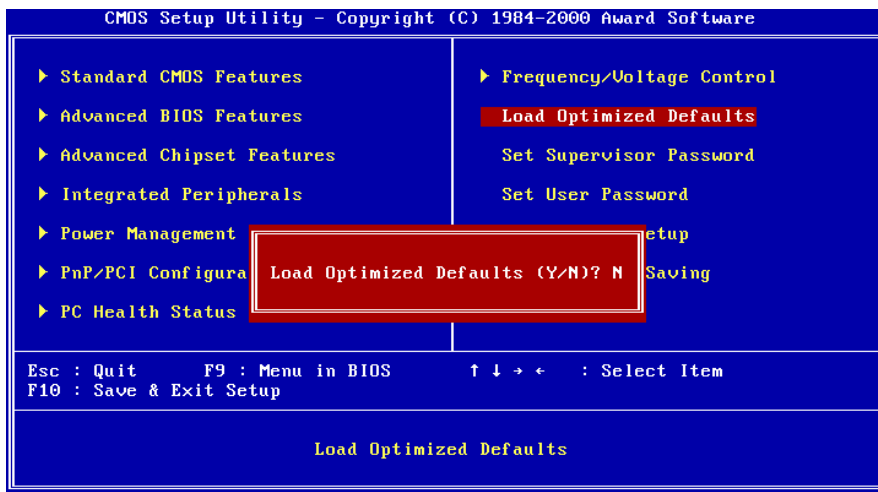 CMOS Setup Utility - Copyright (C) 1984-2000 Award Software
Standard CMOS Features
Advanced BIOS Features
Advanced Chipset Features
Integrated Peripherals
Power Management
PnP/PCI Configura
PC Health Status
Frequency/Voltage Control
Load Optimized Defaults
Set Supervisor Password
Set User Password
etup
Saving
Load Optimized Defaults (Y/N)? N
Esc : Quit F9 : Menu in BIOS ↑ ↓ → ← : Select Item
F10 : Save & Exit Setup
Load Optimized Defaults